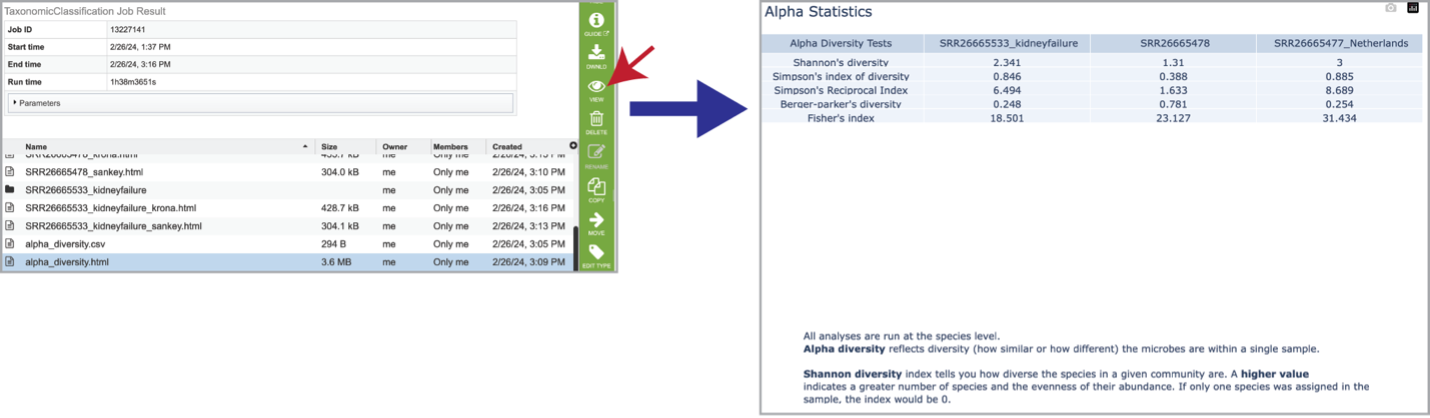 TaxonomicClassification Job Result
Job ID 13227141
Start time 2/26/24, 1:37 PM
End time 2/26/24, 3:16 PM
Run time 1h38m3651s
Parameters
Name Size Owner Members Created
SRR26665478_krona.html 455.7 kB me Only me 2/26/24, 3:15 PM
SRR26665478_sankey.html 304.0 kB me Only me 2/26/24, 3:10 PM
SRR26665533_kidneyfailure me Only me 2/26/24, 3:05 PM
SRR26665533_kidneyfailure_krona.html 428.7 kB me Only me 2/26/24, 3:16 PM
SRR26665533_kidneyfailure_sankey.html 304.1 kB me Only me 2/26/24, 3:13 PM
alpha_diversity.csv 294 B me Only me 2/26/24, 3:05 PM
alpha_diversity.html 3.6 MB me Only me 2/26/24, 3:09 PM
GUIDE
DWNLD
VIEW
DELETE
RENAME
COPY
MOVE
EDIT TYPE
Alpha Statistics
Alpha Diversity Tests SRR26665533_kidneyfailure SRR26665478 SRR26665477_Netherlands
Shannon's diversity 2.341 1.31 3
Simpson's index of diversity 0.846 0.388 0.885
Simpson's Reciprocal Index 6.494 1.633 8.689
Berger-parker's diversity 0.248 0.781 0.254
Fisher's index 18.501 23.127 31.434
All analyses are run at the species level.
Alpha diversity reflects diversity (how similar or how different) the microbes are within a single sample.
Shannon diversity index tells you how diverse the species in a given community are. A higher value
indicates a greater number of species and the evenness of their abundance. If only one species was assigned in the
sample, the index would be 0.